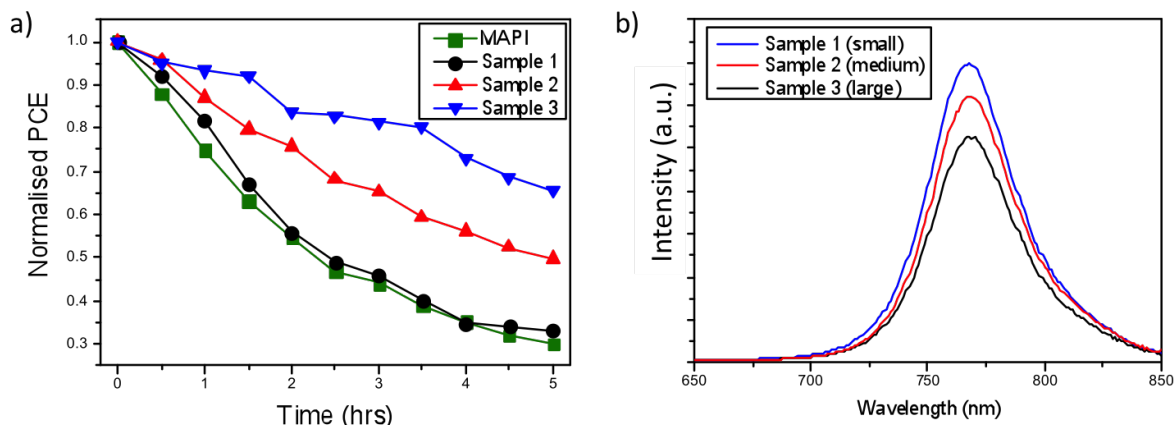 a)
1.0
0.9
0.8
0.7
0.6
0.5
0.4
0.3
Normalised PCE
MAPI
Sample 1
Sample 2
Sample 3
0 1 2 3 4 5
Time (hrs)
b)
Sample 1 (small)
Sample 2 (medium)
Sample 3 (large)
Intensity (a.u.)
650 700 750 800 850
Wavelength (nm)